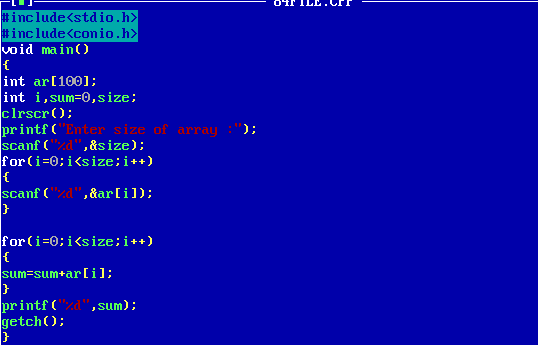 84FILE.CPP
#include<stdio.h>
#include<conio.h>
void main()
{
int ar[100];
int i,sum=0,size;
clrscr();
printf("Enter size of array :");
scanf("%d",&size);
for(i=0;i<size;i++)
{
scanf("%d",&ar[i]);
}
for(i=0;i<size;i++)
{
sum=sum+ar[i];
}
printf("%d",sum);
getch();
}